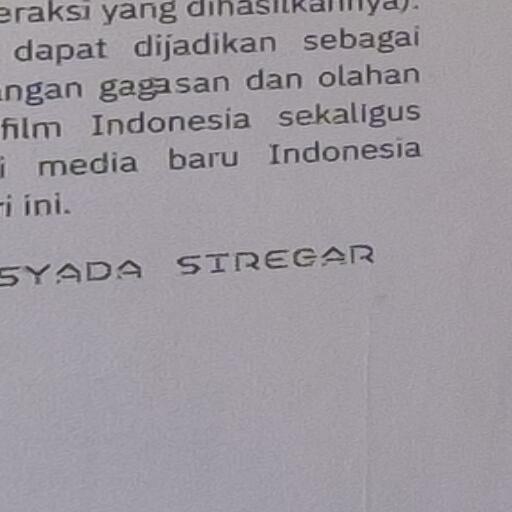 eraksi yang dihasilkannya).
dapat dijadikan sebagai
ngan gagasan dan olahan
film Indonesia sekaligus
i media baru Indonesia
i ini.
SYADA SIREGAR